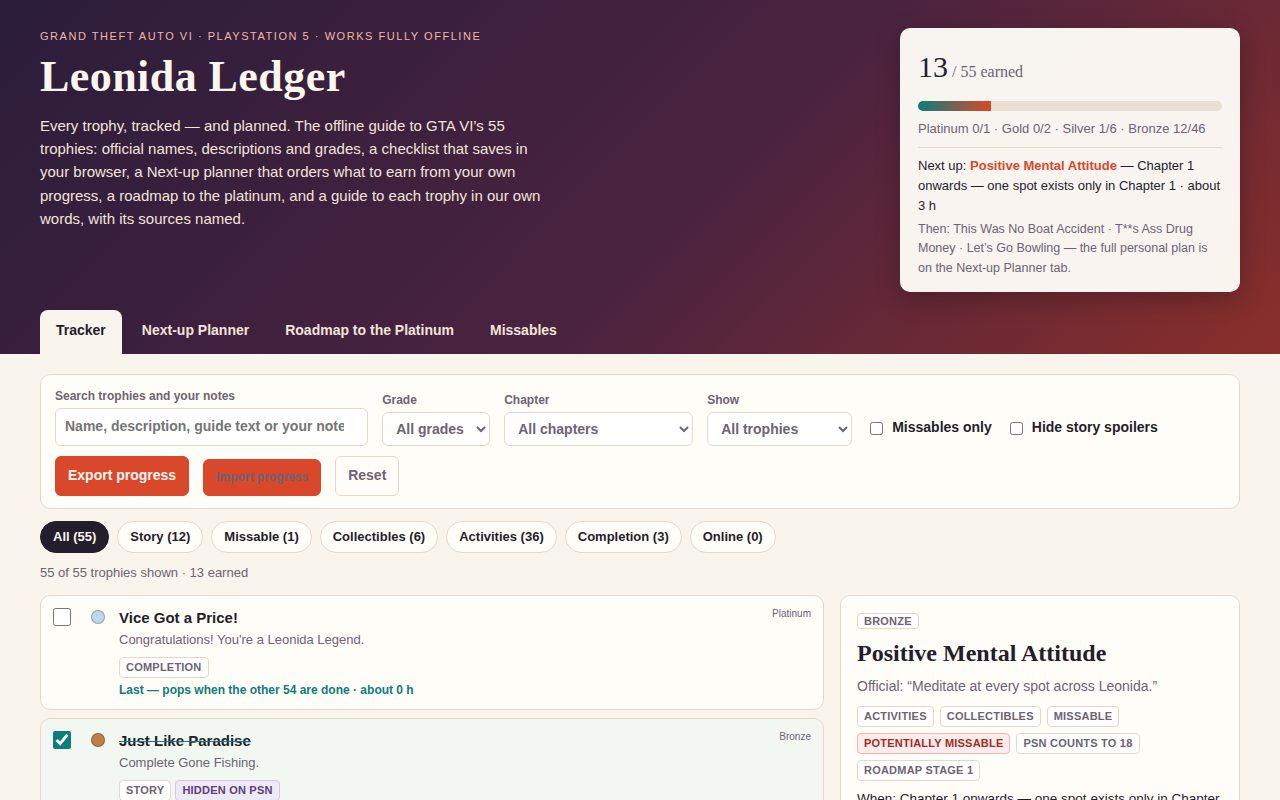 GRAND THEFT AUTO VI · PLAYSTATION 5 · WORKS FULLY OFFLINE
Leonida Ledger
Every trophy, tracked — and planned. The offline guide to GTA VI's 55
trophies: official names, descriptions and grades, a checklist that saves in
your browser, a Next-up planner that orders what to earn from your own
progress, a roadmap to the platinum, and a guide to each trophy in our own
words, with its sources named.
13 / 55 earned
Platinum 0/1 · Gold 0/2 · Silver 1/6 · Bronze 12/46
Next up: Positive Mental Attitude — Chapter 1
onwards — one spot exists only in Chapter 1 · about
3 h
Then: This Was No Boat Accident · T**s Ass Drug
Money · Let's Go Bowling — the full personal plan is
on the Next-up Planner tab.
Tracker
Next-up Planner
Roadmap to the Platinum
Missables
Search trophies and your notes
Name, description, guide text or your note
Grade
All grades
Chapter
All chapters
Show
All trophies
Missables only
Hide story spoilers
Export progress
Import progress
Reset
All (55)
Story (12)
Missable (1)
Collectibles (6)
Activities (36)
Completion (3)
Online (0)
55 of 55 trophies shown · 13 earned
Vice Got a Price!
Platinum
Congratulations! You're a Leonida Legend.
COMPLETION
Last — pops when the other 54 are done · about 0 h
Just Like Paradise
Bronze
Complete Gone Fishing.
STORY
HIDDEN ON PSN
BRONZE
Positive Mental Attitude
Official: “Meditate at every spot across Leonida.”
ACTIVITIES
COLLECTIBLES
MISSABLE
POTENTIALLY MISSABLE
PSN COUNTS TO 18
ROADMAP STAGE 1
When: Chapter 1 onwards — one spot exists only in Chapter